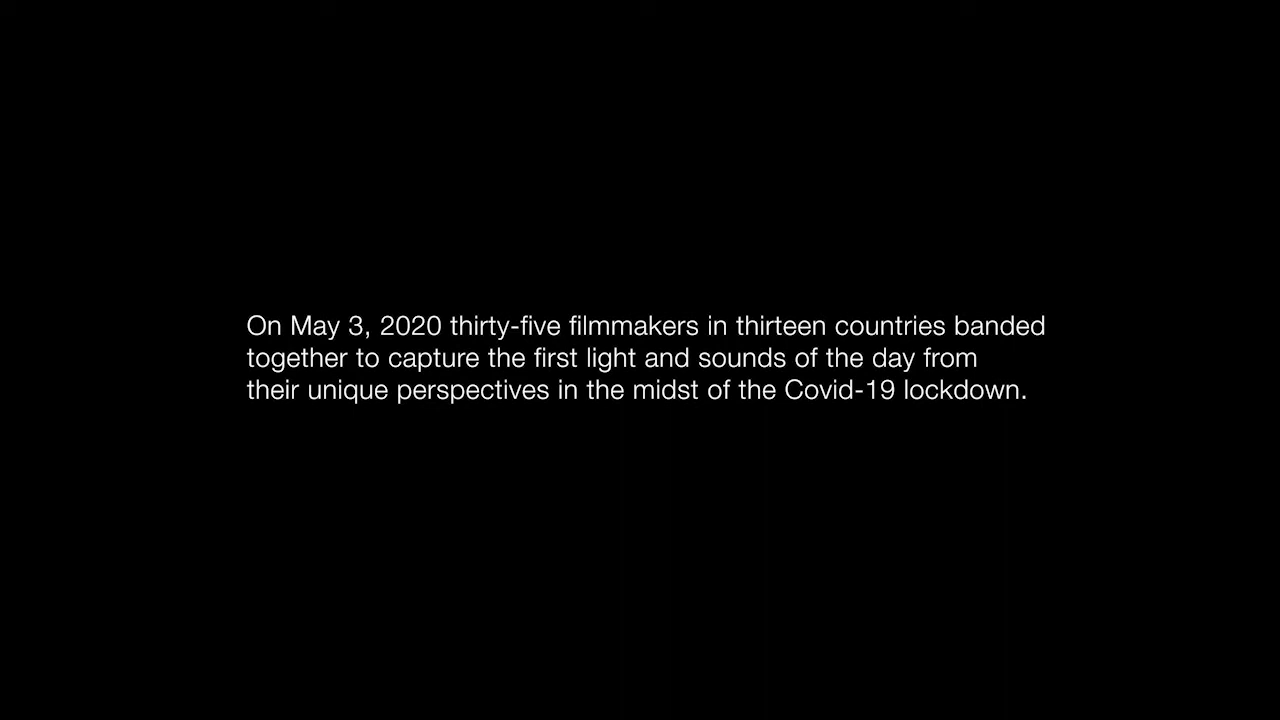 On May 3, 2020 thirty-five filmmakers in thirteen countries banded
together to capture the first light and sounds of the day from
their unique perspectives in the midst of the Covid-19 lockdown.